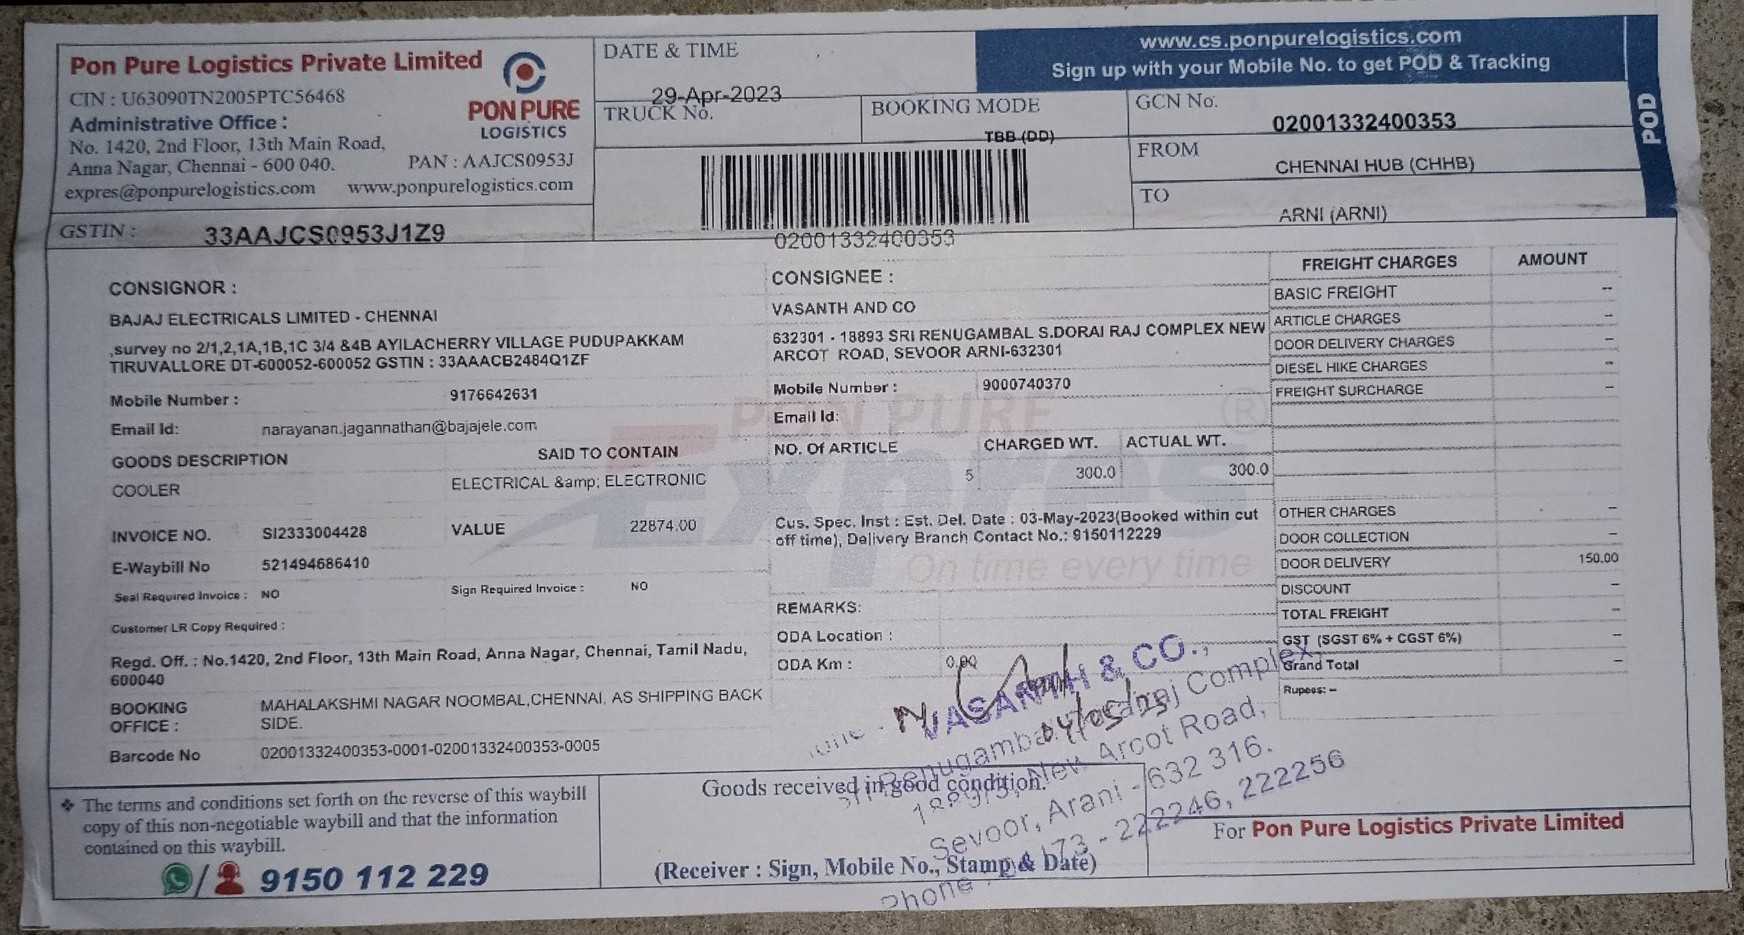 Pon Pure Logistics Private Limited
CIN : U63090TN2005PTC56468
Administrative Office :
No. 1420, 2nd Floor, 13th Main Road,
Anna Nagar, Chennai - 600 040.
PAN : AAJCS0953J
expres@ponpurelogistics.com www.ponpurelogistics.com
PON PURE
LOGISTICS
GSTIN : 33AAJCS0953J1Z9
DATE & TIME
29-Apr-2023
TRUCK No.
BOOKING MODE
TBB (DD)
02001332400353
www.cs.ponpurelogistics.com
Sign up with your Mobile No. to get POD & Tracking
GCN No.
02001332400353
FROM
CHENNAI HUB (CHHB)
TO
ARNI (ARNI)
POD
CONSIGNOR :
BAJAJ ELECTRICALS LIMITED - CHENNAI
,survey no 2/1,2,1A,1B,1C 3/4 &4B AYILACHERRY VILLAGE PUDUPAKKAM
TIRUVALLORE DT-600052-600052 GSTIN : 33AAACB2484Q1ZF
Mobile Number : 9176642631
Email Id: narayanan.jagannathan@bajajele.com
GOODS DESCRIPTION SAID TO CONTAIN
COOLER ELECTRICAL &amp; ELECTRONIC
INVOICE NO. SI2333004428 VALUE 22874.00
E-Waybill No 521494686410
Seal Required Invoice : NO Sign Required Invoice : NO
Customer LR Copy Required :
Regd. Off. : No.1420, 2nd Floor, 13th Main Road, Anna Nagar, Chennai, Tamil Nadu,
600040
BOOKING OFFICE : MAHALAKSHMI NAGAR NOOMBAL,CHENNAI, AS SHIPPING BACK
SIDE.
Barcode No 02001332400353-0001-02001332400353-0005
CONSIGNEE :
VASANTH AND CO
632301 - 18893 SRI RENUGAMBAL S.DORAI RAJ COMPLEX NEW
ARCOT ROAD, SEVOOR ARNI-632301
Mobile Number : 9000740370
Email Id:
PON PURE ®
Expres
On time every time
NO. Of ARTICLE CHARGED WT. ACTUAL WT.
5 300.0 300.0
Cus. Spec. Inst : Est. Del. Date : 03-May-2023(Booked within cut
off time), Delivery Branch Contact No.: 9150112229
REMARKS:
ODA Location :
ODA Km : 0.00
FREIGHT CHARGES AMOUNT
BASIC FREIGHT --
ARTICLE CHARGES --
DOOR DELIVERY CHARGES --
DIESEL HIKE CHARGES --
FREIGHT SURCHARGE --
OTHER CHARGES --
DOOR COLLECTION --
DOOR DELIVERY 150.00
DISCOUNT --
TOTAL FREIGHT --
GST (SGST 6% + CGST 6%) --
Grand Total --
Rupees: --
VASANTH & CO.,
Complex,
New Arcot Road,
Sevoor, Arani - 632 316.
Phone 173 - 222246, 222256
❖ The terms and conditions set forth on the reverse of this waybill
copy of this non-negotiable waybill and that the information
contained on this waybill.
/ 9150 112 229
Goods received in good condition.
(Receiver : Sign, Mobile No., Stamp & Date)
For Pon Pure Logistics Private Limited